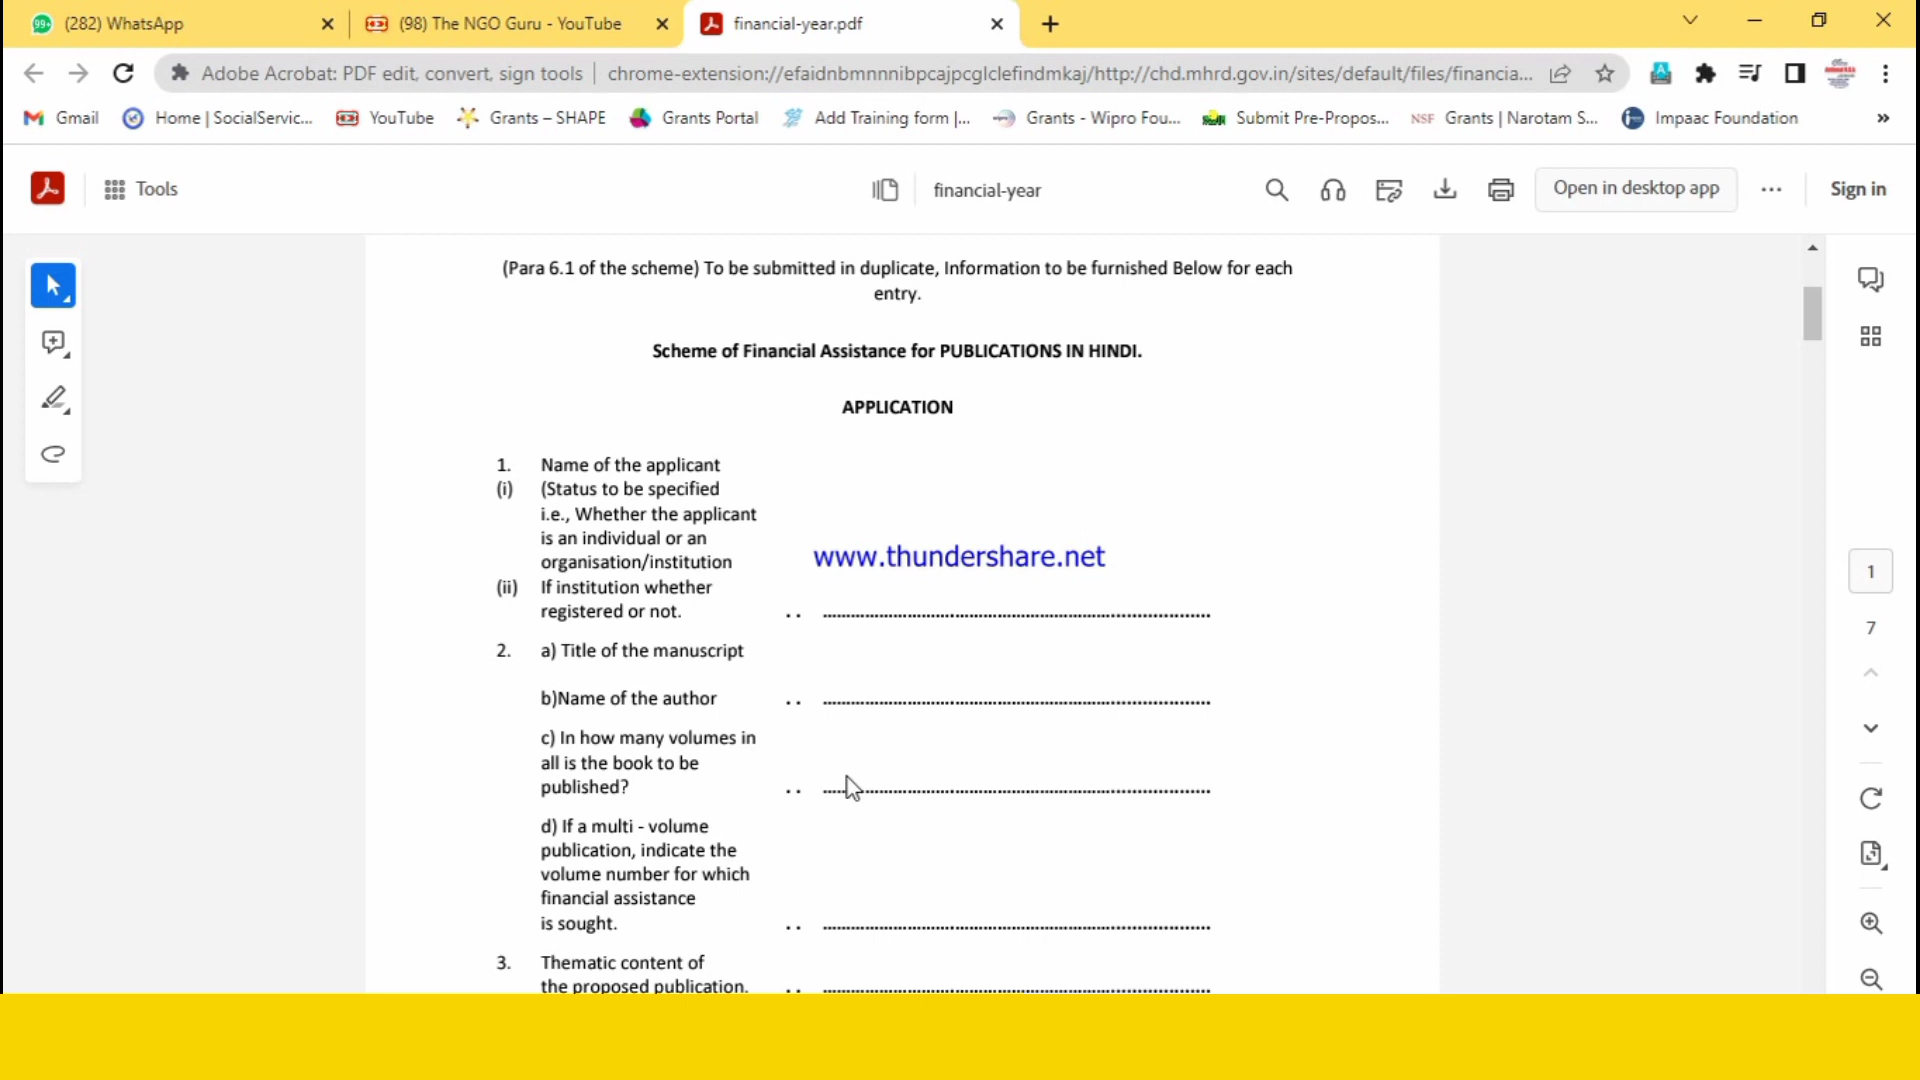 99+ (282) WhatsApp
(98) The NGO Guru - YouTube
financial-year.pdf
Adobe Acrobat: PDF edit, convert, sign tools
chrome-extension://efaidnbmnnnibpcajpcglclefindmkaj/http://chd.mhrd.gov.in/sites/default/files/financia...
Gmail
Home | SocialServic...
YouTube
Grants – SHAPE
Grants Portal
Add Training form |...
Grants - Wipro Fou...
Submit Pre-Propos...
NSF Grants | Narotam S...
Impaac Foundation
»
Tools
financial-year
Open in desktop app
...
Sign in
(Para 6.1 of the scheme) To be submitted in duplicate, Information to be furnished Below for each
entry.
Scheme of Financial Assistance for PUBLICATIONS IN HINDI.
APPLICATION
1. Name of the applicant
(i) (Status to be specified
i.e., Whether the applicant
is an individual or an
organisation/institution
www.thundershare.net
(ii) If institution whether
registered or not. . . ........................................................
2. a) Title of the manuscript
b)Name of the author . . ........................................................
c) In how many volumes in
all is the book to be
published? . . ........................................................
d) If a multi - volume
publication, indicate the
volume number for which
financial assistance
is sought. . . ........................................................
3. Thematic content of
the proposed publication. . . ........................................................
1
7